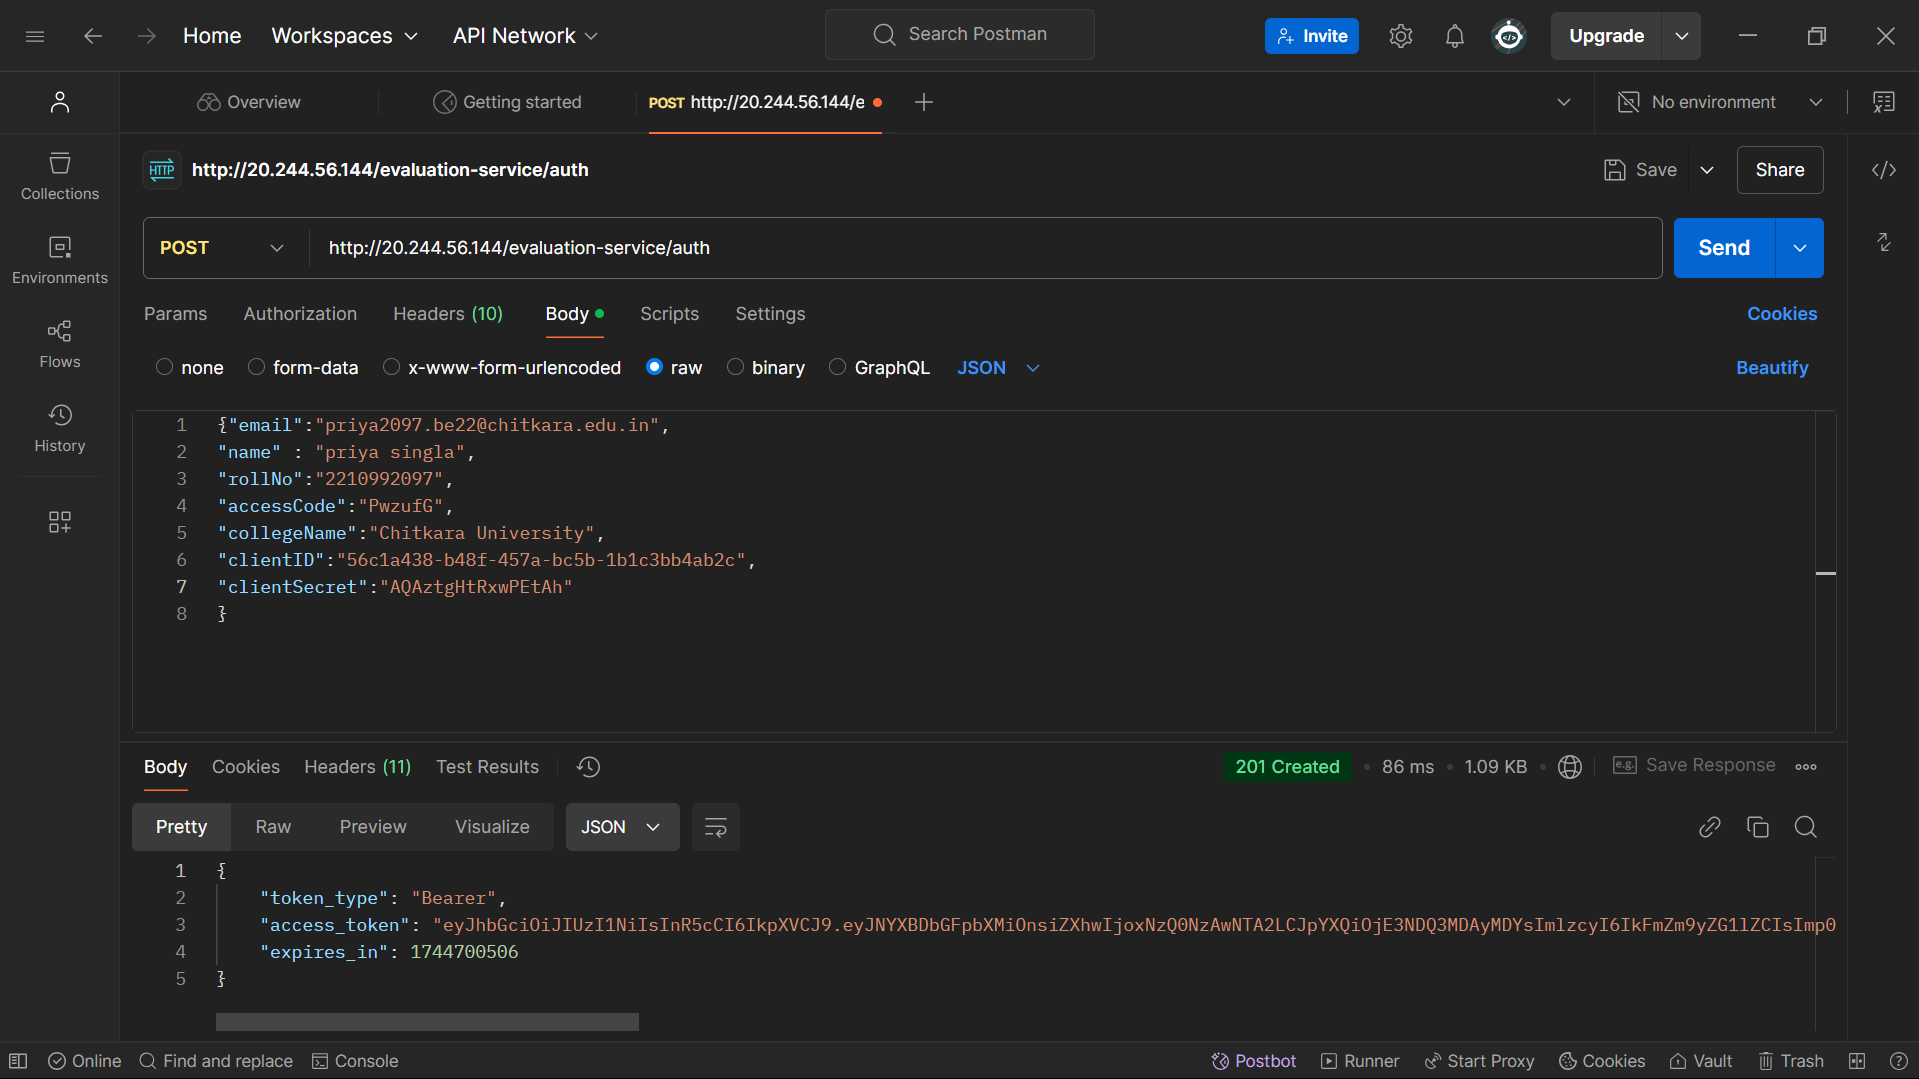 Home Workspaces API Network Search Postman Invite Upgrade
Overview Getting started POST http://20.244.56.144/e No environment
HTTP http://20.244.56.144/evaluation-service/auth Save Share
Collections
POST http://20.244.56.144/evaluation-service/auth Send
Environments
Params Authorization Headers (10) Body Scripts Settings Cookies
Flows
none form-data x-www-form-urlencoded raw binary GraphQL JSON Beautify
History
1 {"email":"priya2097.be22@chitkara.edu.in",
2 "name" : "priya singla",
3 "rollNo":"2210992097",
4 "accessCode":"PwzufG",
5 "collegeName":"Chitkara University",
6 "clientID":"56c1a438-b48f-457a-bc5b-1b1c3bb4ab2c",
7 "clientSecret":"AQAztgHtRxwPEtAh"
8 }
Body Cookies Headers (11) Test Results 201 Created 86 ms 1.09 KB e.g. Save Response
Pretty Raw Preview Visualize JSON
1 {
2 "token_type": "Bearer",
3 "access_token": "eyJhbGciOiJIUzI1NiIsInR5cCI6IkpXVCJ9.eyJNYXBDbGFpbXMiOnsiZXhwIjoxNzQ0NzAwNTA2LCJpYXQiOjE3NDQ3MDAyMDYsImlzcyI6IkFmZm9yZG1lZCIsImp0
4 "expires_in": 1744700506
5 }
Online Find and replace Console Postbot Runner Start Proxy Cookies Vault Trash